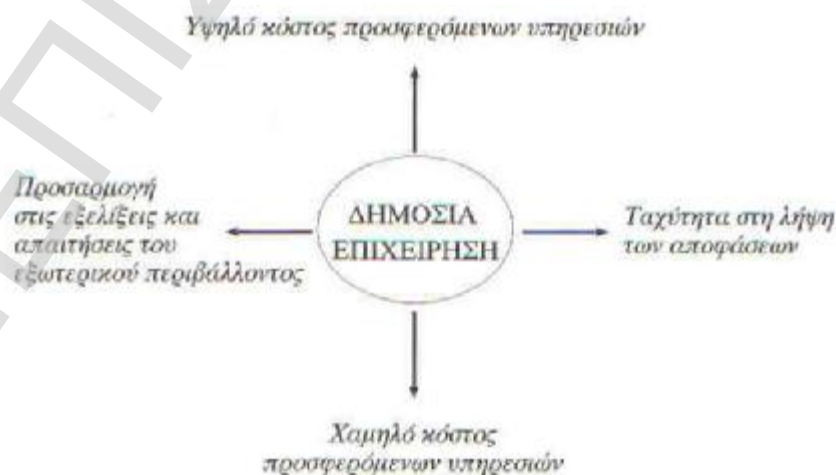 Υψηλό κόστος προσφερόμενων υπηρεσιών
Προσαρμογή
στις εξελίξεις και
απαιτήσεις του
εξωτερικού περιβάλλοντος
ΔΗΜΟΣΙΑ
ΕΠΙΧΕΙΡΗΣΗ
Ταχύτητα στη λήψη
των αποφάσεων
Χαμηλό κόστος
προσφερόμενων υπηρεσιών